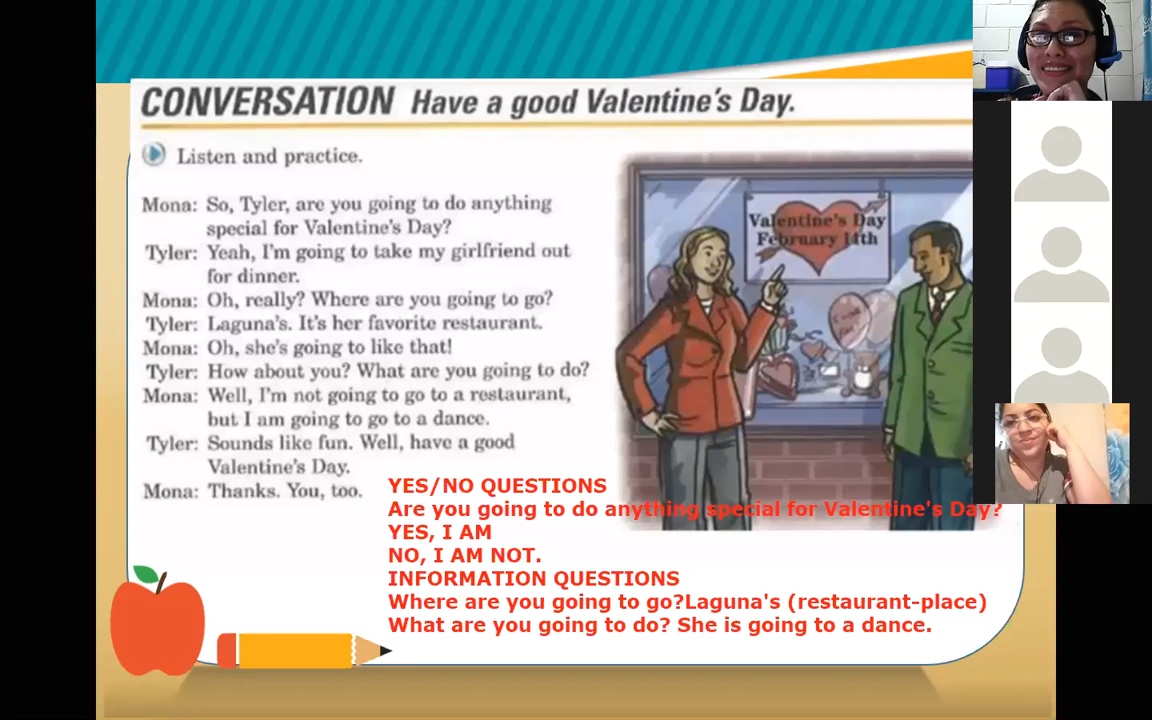 CONVERSATION Have a good Valentine's Day.
Listen and practice.
Mona: So, Tyler, are you going to do anything
special for Valentine's Day?
Tyler: Yeah, I'm going to take my girlfriend out
for dinner.
Mona: Oh, really? Where are you going to go?
Tyler: Laguna's. It's her favorite restaurant.
Mona: Oh, she's going to like that!
Tyler: How about you? What are you going to do?
Mona: Well, I'm not going to go to a restaurant,
but I am going to go to a dance.
Tyler: Sounds like fun. Well, have a good
Valentine's Day.
Mona: Thanks. You, too.
Valentine's Day
February 14th
YES/NO QUESTIONS
Are you going to do anything special for Valentine's Day?
YES, I AM
NO, I AM NOT.
INFORMATION QUESTIONS
Where are you going to go?Laguna's (restaurant-place)
What are you going to do? She is going to a dance.